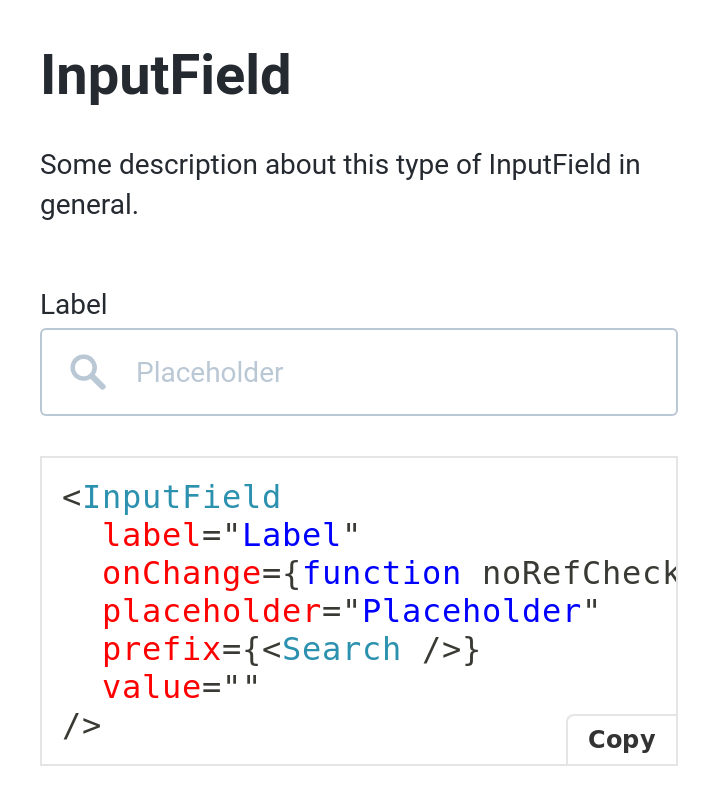 InputField
Some description about this type of InputField in
general.
Label
Placeholder
<InputField
  label="Label"
  onChange={function noRefCheck
  placeholder="Placeholder"
  prefix={<Search />}
  value=""
/>
Copy